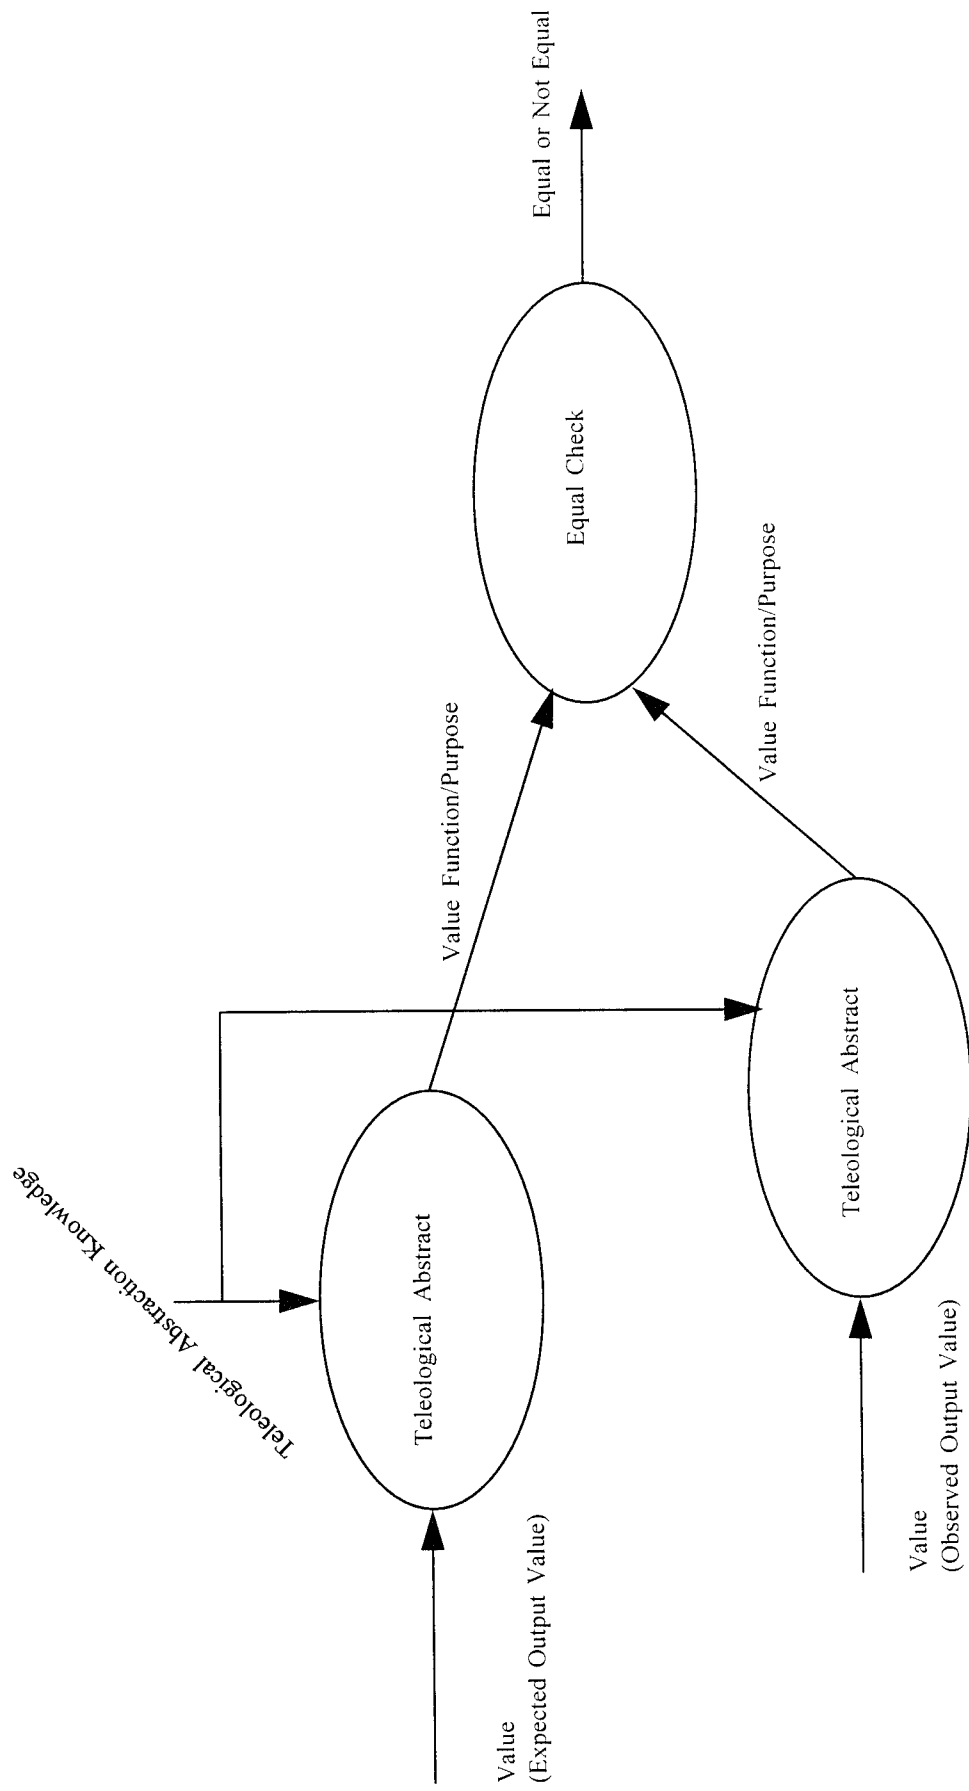 Teleological Abstraction Knowledge
Value
(Expected Output Value)
Teleological Abstract
Value Function/Purpose
Value
(Observed Output Value)
Teleological Abstract
Value Function/Purpose
Equal Check
Equal or Not Equal